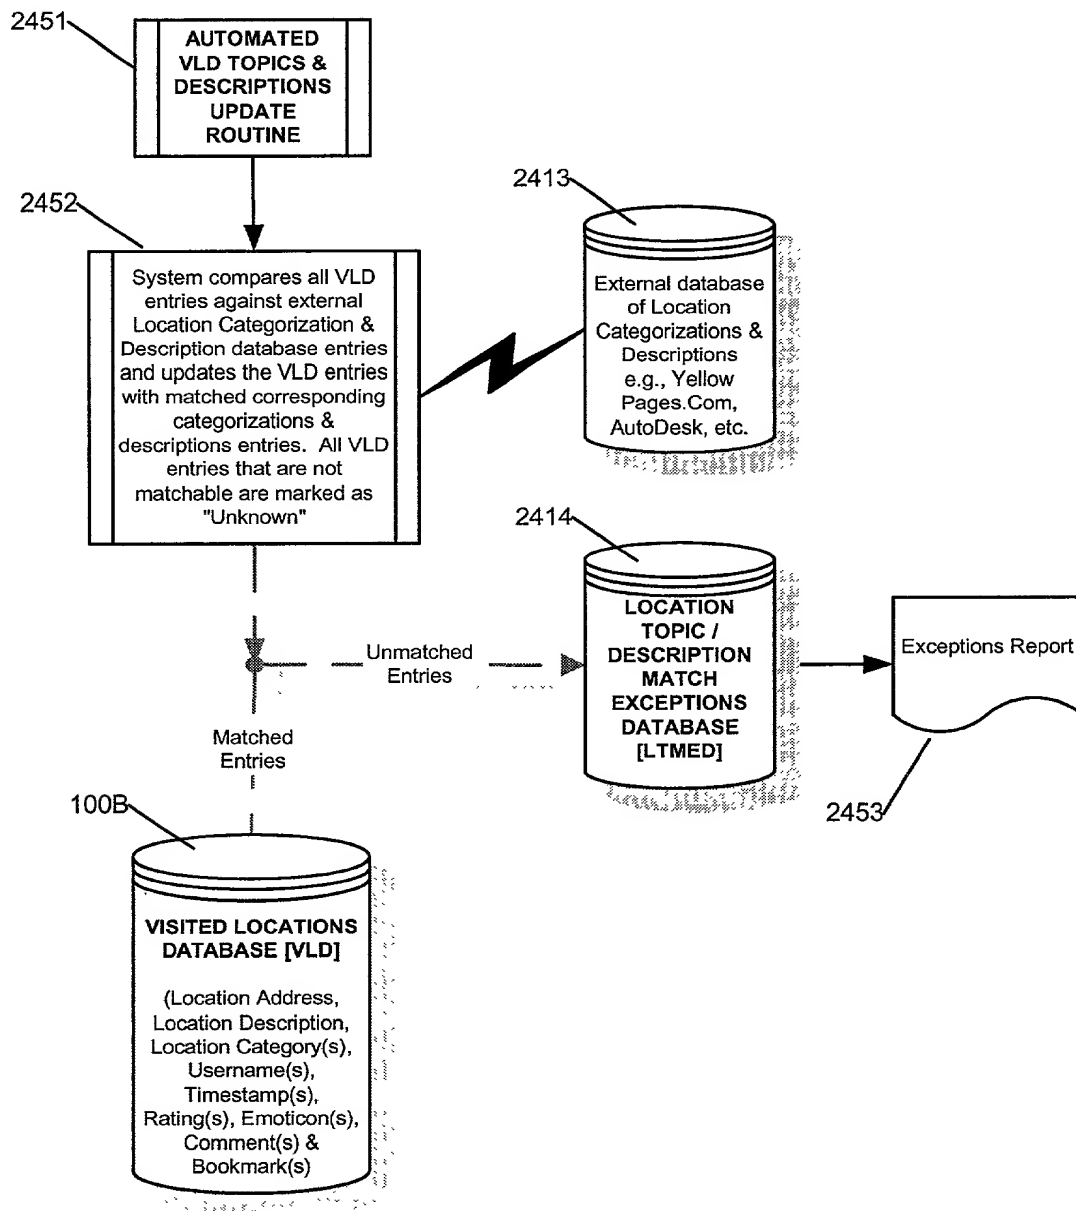 2451
AUTOMATED
VLD TOPICS &
DESCRIPTIONS
UPDATE
ROUTINE
2452
System compares all VLD
entries against external
Location Categorization &
Description database entries
and updates the VLD entries
with matched corresponding
categorizations &
descriptions entries. All VLD
entries that are not
matchable are marked as
"Unknown"
2413
External database
of Location
Categorizations &
Descriptions
e.g., Yellow
Pages.Com,
AutoDesk, etc.
2414
LOCATION
TOPIC /
DESCRIPTION
MATCH
EXCEPTIONS
DATABASE
[LTMED]
Unmatched
Entries
Exceptions Report
2453
Matched
Entries
100B
VISITED LOCATIONS
DATABASE [VLD]
(Location Address,
Location Description,
Location Category(s),
Username(s),
Timestamp(s),
Rating(s), Emoticon(s),
Comment(s) &
Bookmark(s)